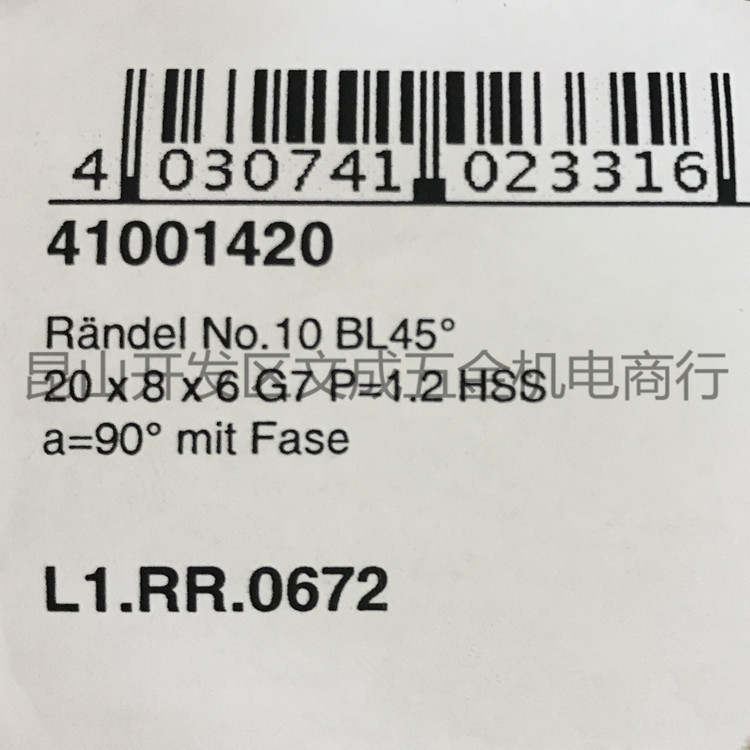 4 030741 023316
41001420
Rändel No.10 BL45°
20 x 8 x 6 G7 P=1.2 HSS
昆山开发区文成五金机电商行
a=90° mit Fase
L1.RR.0672